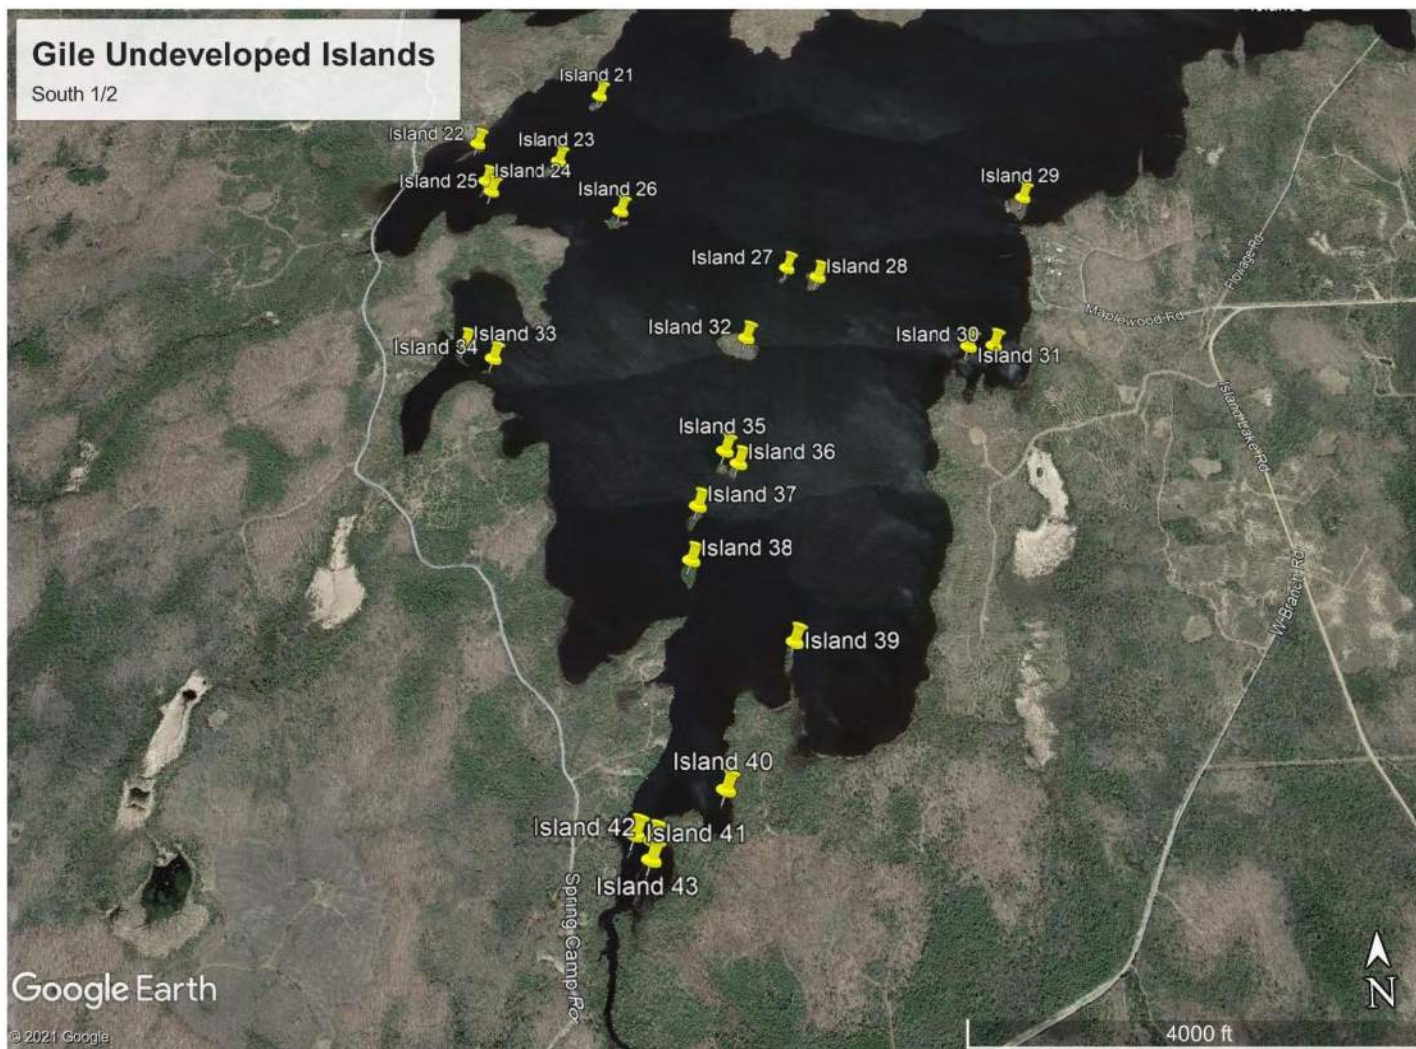 Gile Undeveloped Islands
South 1/2
Island 21
Island 22
Island 23
Island 24
Island 25
Island 26
Island 29
Island 27
Island 28
Flowage Rd
Maplewood Rd
Island 32
Island 30
Island 31
Island 33
Island 34
Island Lake Rd
Island 35
Island 36
Island 37
Island 38
W Branch Rd
Island 39
Island 40
Island 42
Island 41
Island 43
Spring Camp Rd
Google Earth
© 2021 Google
N
4000 ft